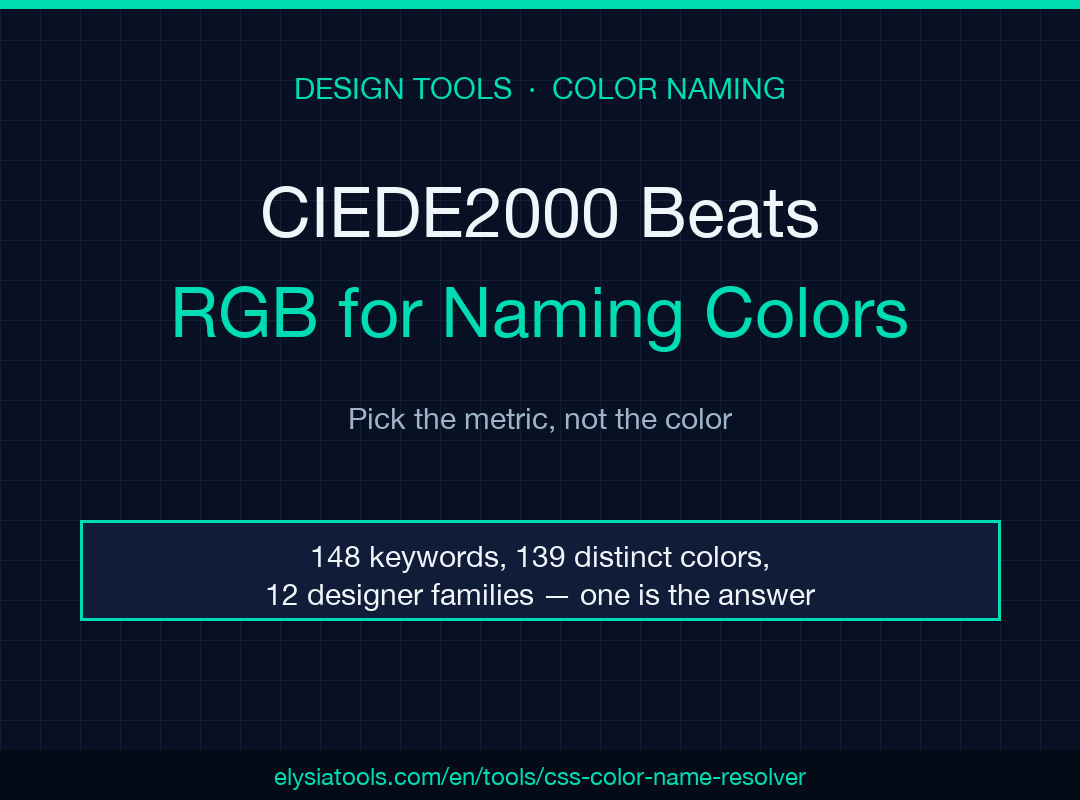 DESIGN TOOLS · COLOR NAMING
CIEDE2000 Beats
RGB for Naming Colors
Pick the metric, not the color
148 keywords, 139 distinct colors,
12 designer families — one is the answer
elysiatools.com/en/tools/css-color-name-resolver